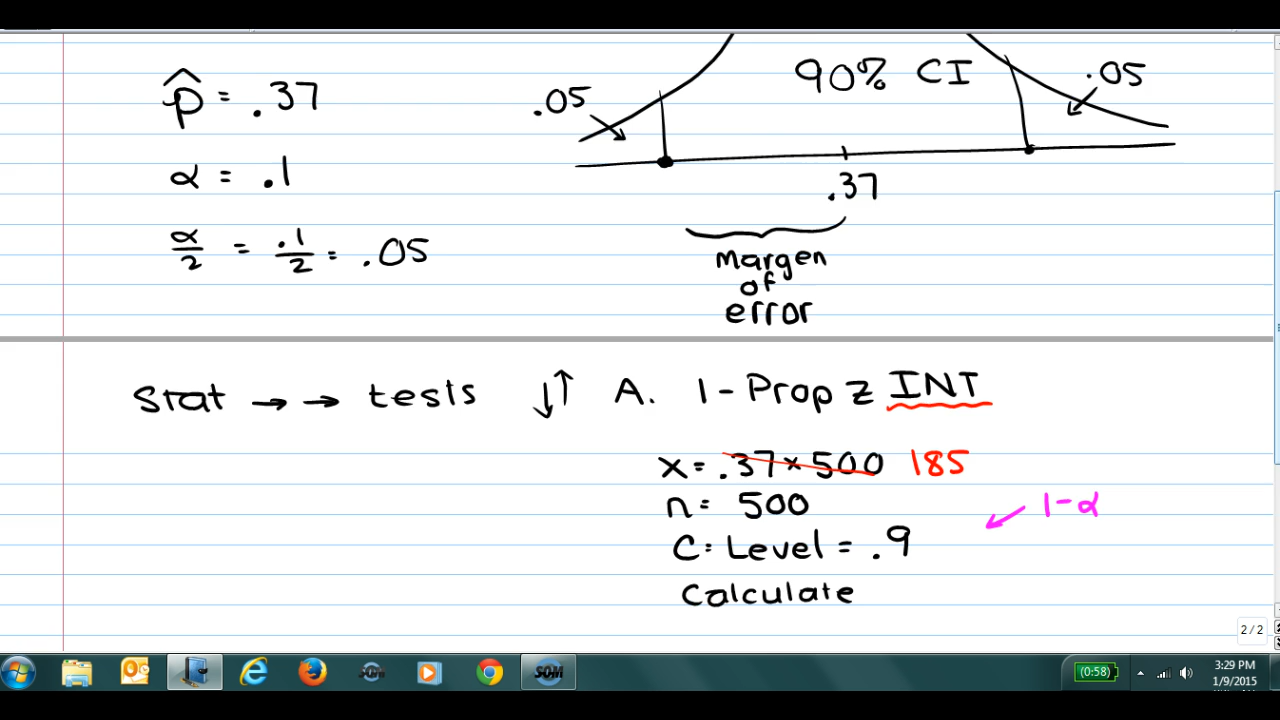 p̂ = .37
α = .1
α/2 = .1/2 = .05
.05
90% CI
.05
.37
margen
of
error
Stat → → tests ↓↑ A. 1-Prop z INT
x = .37 × 500 185
n = 500
C-Level = .9
1-α
Calculate
2 / 2
(0:58)
3:29 PM
1/9/2015